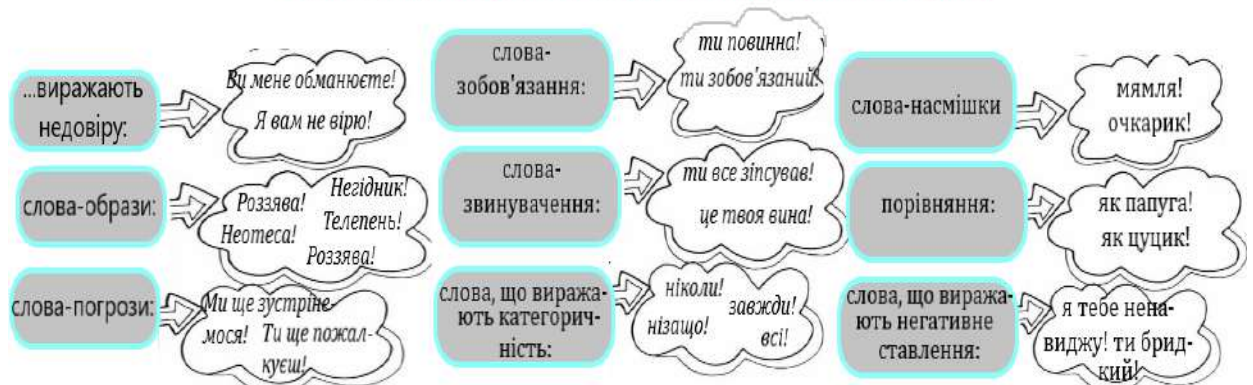 ...виражають
недовіру:
Ви мене обманюєте!
Я вам не вірю!
слова-образи:
Роззява!
Негідник!
Телепень!
Неотеса!
Роззява!
слова-погрози:
Ми ще зустріне-
мося! Ти ще пожал-
куєш!
слова-
зобов'язання:
ти повинна!
ти зобов'язаний!
слова-
звинувачення:
ти все зіпсував!
це твоя вина!
слова, що виража-
ють категорич-
ність:
ніколи!
завжди!
нізащо!
всі!
слова-насмішки
мямля!
очкарик!
порівняння:
як папуга!
як цуцик!
слова, що виража-
ють негативне
ставлення:
я тебе нена-
виджу! ти брид-
кий!